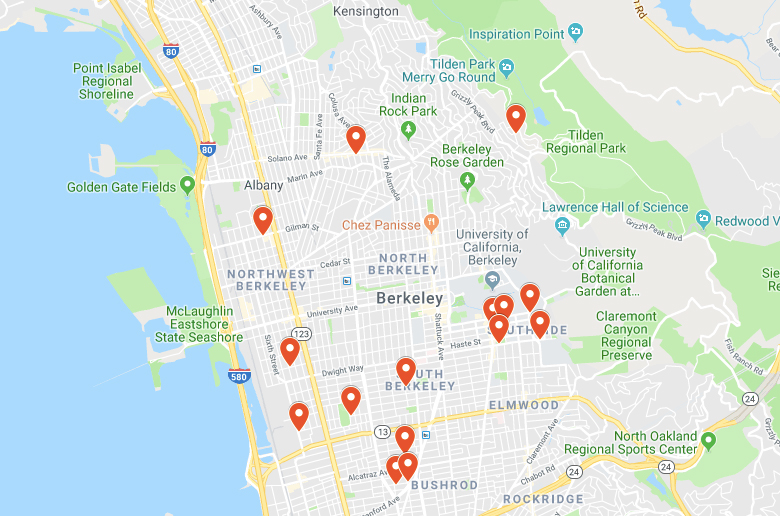 Kensington
Ashbury Ave
Rd
Inspiration Point
80
Point Isabel
Regional
Shoreline
Tilden Park
Merry Go Round
Indian
Rock Park
Grizzly Peak Blvd
Colusa Ave
Santa Fe Ave
80
Solano Ave
Berkeley
Rose Garden
Tilden
Regional Park
Marin Ave
The Alameda
Golden Gate Fields
Albany
Lawrence Hall of Science
Redwood V
Chez Panisse
Gilman St
University of
California,
Berkeley
Grizzly Peak Blvd
NORTH
BERKELEY
Cedar St
NORTHWEST
BERKELEY
University
of California
Botanical
Garden at...
Sie
Re
Berkeley
McLaughlin
Eastshore
State Seashore
University Ave
Shattuck Ave
SOUTHSIDE
Claremont
Canyon
Regional
Preserve
123
Sixth Street
Haste St
Fish Ranch Rd
Dwight Way
580
SOUTH
BERKELEY
ELMWOOD
24
13
Claremont Ave
North Oakland
Regional Sports Center
Grizzly P
Alcatraz Ave
Chabot Rd
24
24
BUSHROD
Stanford Ave
ROCKRIDGE